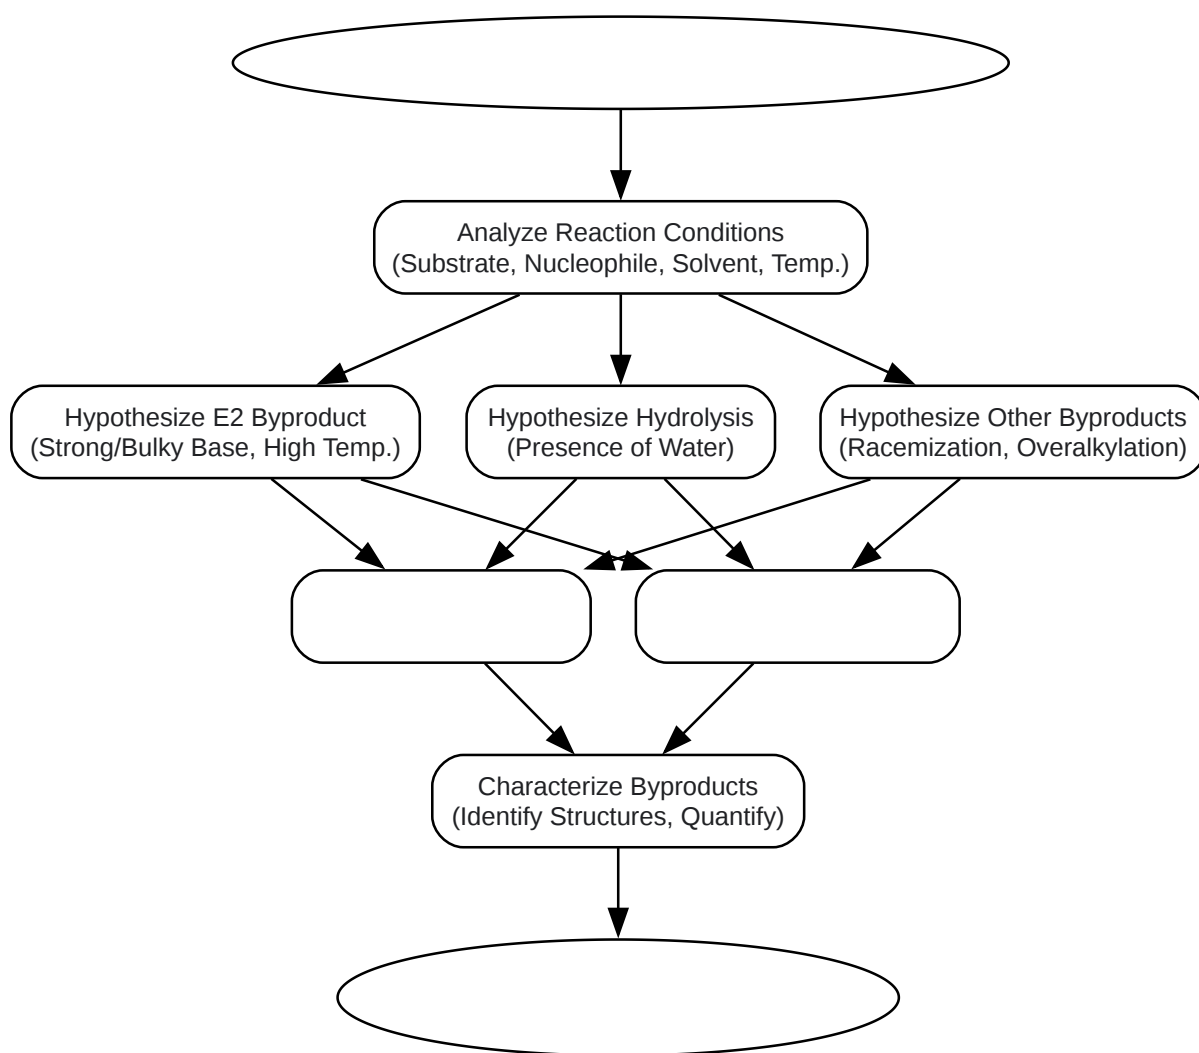 Analyze Reaction Conditions
(Substrate, Nucleophile, Solvent, Temp.)
Hypothesize E2 Byproduct
(Strong/Bulky Base, High Temp.)
Hypothesize Hydrolysis
(Presence of Water)
Hypothesize Other Byproducts
(Racemization, Overalkylation)
Characterize Byproducts
(Identify Structures, Quantify)